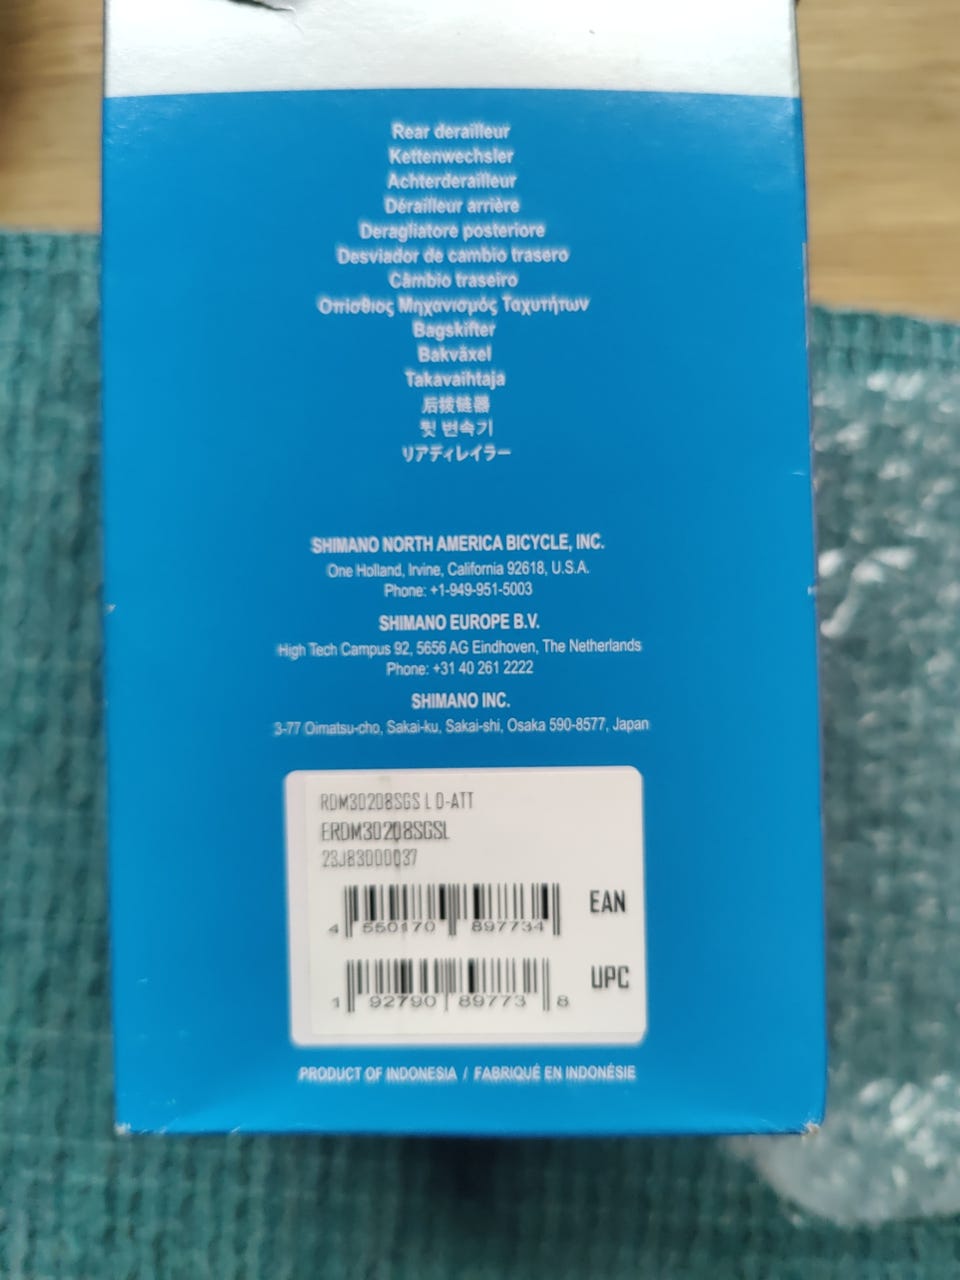 Rear derailleur
Kettenwechsler
Achterderailleur
Dérailleur arrière
Deragliatore posteriore
Desviador de cambio trasero
Câmbio traseiro
Οπίσθιος Μηχανισμός Ταχυτήτων
Bagskifter
Bakväxel
Takavaihtaja
后拨链器
뒷 변속기
リアディレイラー
SHIMANO NORTH AMERICA BICYCLE, INC.
One Holland, Irvine, California 92618, U.S.A.
Phone: +1-949-951-5003
SHIMANO EUROPE B.V.
High Tech Campus 92, 5656 AG Eindhoven, The Netherlands
Phone: +31 40 261 2222
SHIMANO INC.
3-77 Oimatsu-cho, Sakai-ku, Sakai-shi, Osaka 590-8577, Japan
RDM30208SGS L D-ATT
ERDM30208SGSL
23J83000037
4 550170 897734 EAN
1 92790 89773 8 UPC
PRODUCT OF INDONESIA / FABRIQUÉ EN INDONÉSIE